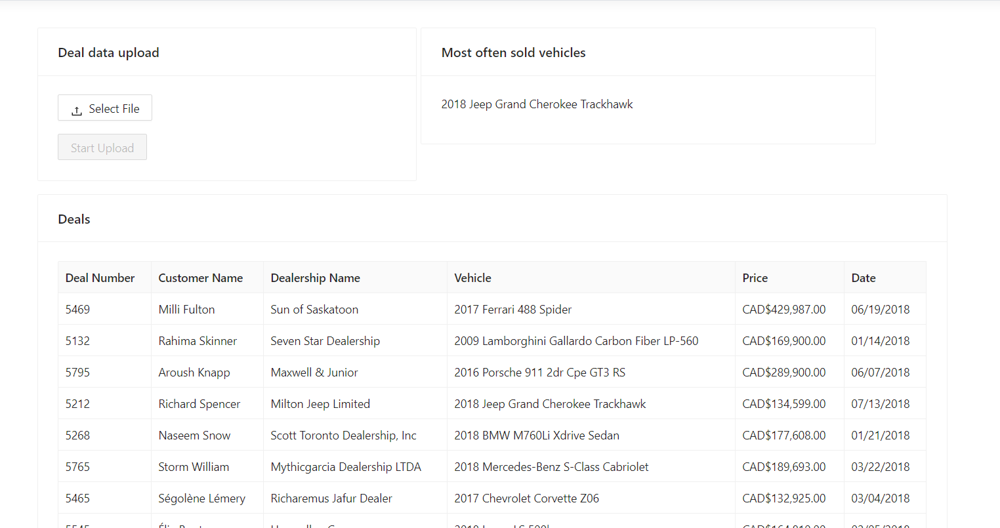 Deal data upload
Most often sold vehicles
Select File
2018 Jeep Grand Cherokee Trackhawk
Start Upload
Deals
Deal Number Customer Name Dealership Name Vehicle Price Date
5469 Milli Fulton Sun of Saskatoon 2017 Ferrari 488 Spider CAD$429,987.00 06/19/2018
5132 Rahima Skinner Seven Star Dealership 2009 Lamborghini Gallardo Carbon Fiber LP-560 CAD$169,900.00 01/14/2018
5795 Aroush Knapp Maxwell & Junior 2016 Porsche 911 2dr Cpe GT3 RS CAD$289,900.00 06/07/2018
5212 Richard Spencer Milton Jeep Limited 2018 Jeep Grand Cherokee Trackhawk CAD$134,599.00 07/13/2018
5268 Naseem Snow Scott Toronto Dealership, Inc 2018 BMW M760Li Xdrive Sedan CAD$177,608.00 01/21/2018
5765 Storm William Mythicgarcia Dealership LTDA 2018 Mercedes-Benz S-Class Cabriolet CAD$189,693.00 03/22/2018
5465 Ségolène Lémery Richaremus Jafur Dealer 2017 Chevrolet Corvette Z06 CAD$132,925.00 03/04/2018